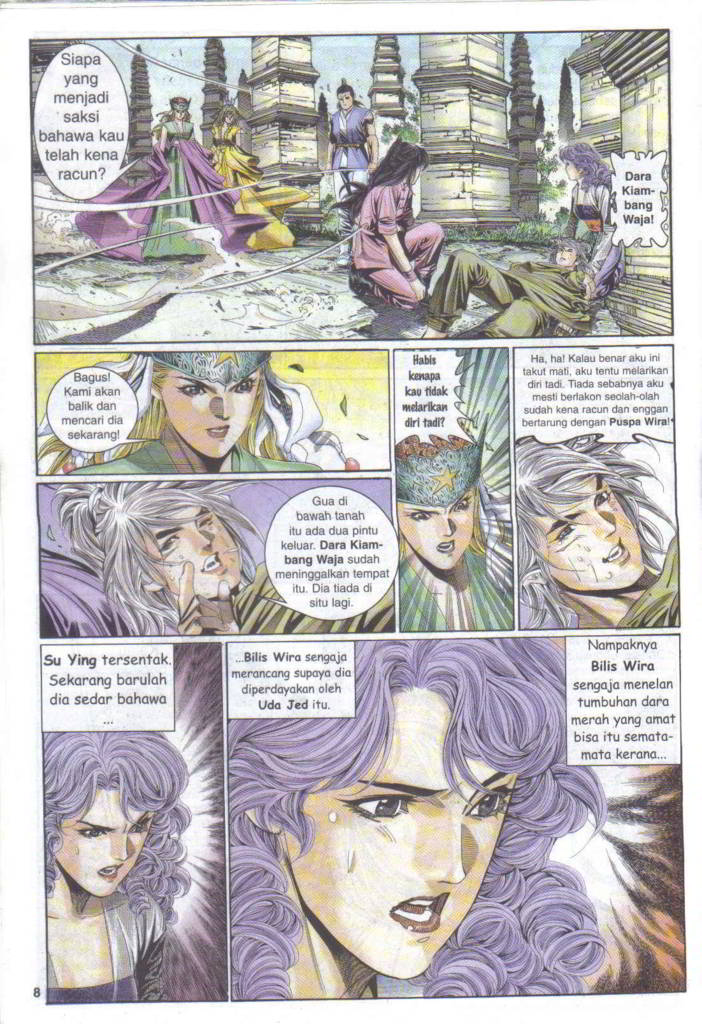 Siapa
yang
menjadi
saksi
bahawa kau
telah kena
racun?
Dara
Kiam-
bang
Waja!
Bagus!
Kami akan
balik dan
mencari dia
sekarang!
Habis
kenapa
kau tidak
melarikan
diri tadi?
Ha, ha! Kalau benar aku ini
takut mati, aku tentu melarikan
diri tadi. Tiada sebabnya aku
mesti berlakon seolah-olah
sudah kena racun dan enggan
bertarung dengan Puspa Wira!
Gua di
bawah tanah
itu ada dua pintu
keluar. Dara Kiam-
bang Waja sudah
meninggalkan tempat
itu. Dia tiada di
situ lagi.
Su Ying tersentak.
Sekarang barulah
dia sedar bahawa
...
...Bilis Wira sengaja
merancang supaya dia
diperdayakan oleh
Uda Jed itu.
Nampaknya
Bilis Wira
sengaja menelan
tumbuhan dara
merah yang amat
bisa itu semata-
mata kerana...
8